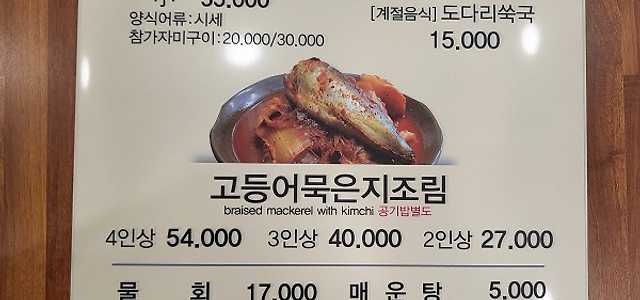 35.000
양식어류:시세
[계절음식] 도다리쑥국
참가자미구이:20,000/30,000
15.000
고등어묵은지조림
braised mackerel with kimchi 공기밥별도
4인상 54.000 3인상 40.000 2인상 27.000
물 회 17.000 매 운 탕 5.000